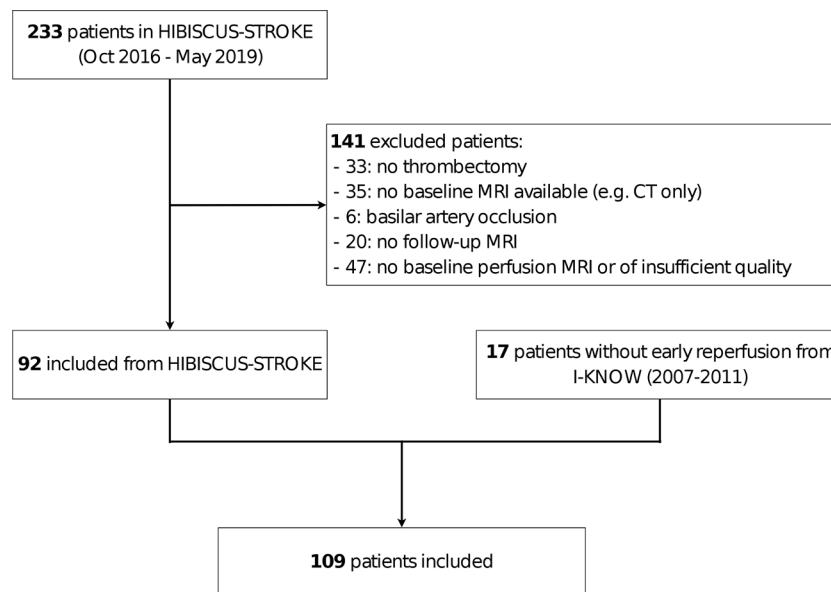 233 patients in HIBISCUS-STROKE
(Oct 2016 - May 2019)
141 excluded patients:
- 33: no thrombectomy
- 35: no baseline MRI available (e.g. CT only)
- 6: basilar artery occlusion
- 20: no follow-up MRI
- 47: no baseline perfusion MRI or of insufficient quality
92 included from HIBISCUS-STROKE
17 patients without early reperfusion from
I-KNOW (2007-2011)
109 patients included